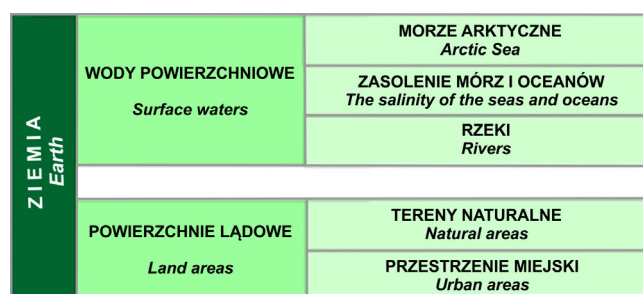 ZIEMIA
Earth
WODY POWIERZCHNIOWE
Surface waters
MORZE ARKTYCZNE
Arctic Sea
ZASOLENIE MÓRZ I OCEANÓW
The salinity of the seas and oceans
RZEKI
Rivers
POWIERZCHNIE LĄDOWE
Land areas
TERENY NATURALNE
Natural areas
PRZESTRZENIE MIEJSKI
Urban areas